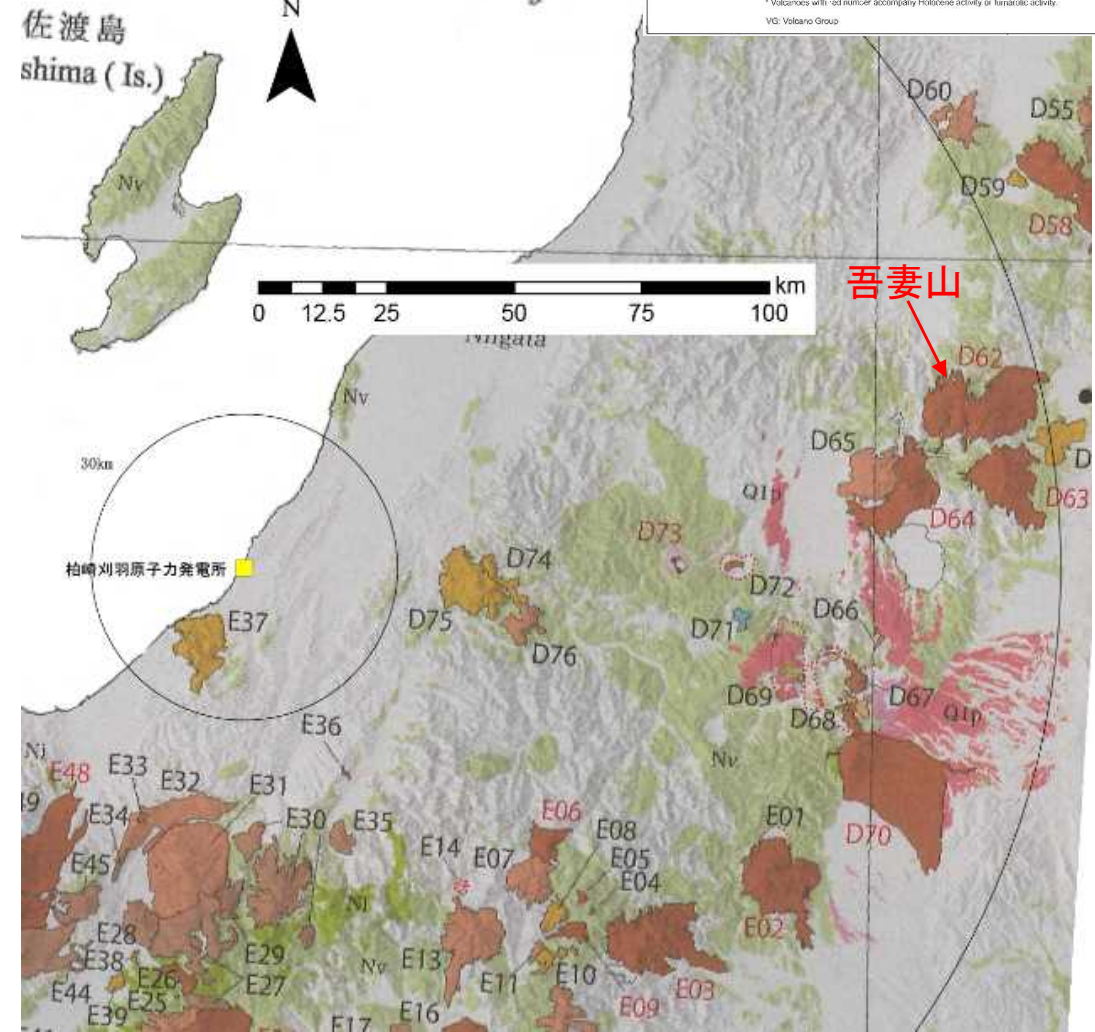 * Volcanoes with red number accompany Holocene activity or fumarolic activity.
VG: Volcano Group
佐渡島
shima ( Is.)
N
Nv
D60
D55
D59
D58
km
0 12.5 25 50 75 100
Niigata
吾妻山
D62
Nv
30km
D65
D
D63
Q1p
D64
柏崎刈羽原子力発電所
D73
D74
D72
D75
D71
D66
E37
D76
D69
D68
D67
Q1p
Nv
E36
Ni
E48
E33
E32
E31
9
E34
E30
E35
E06
E08
E01
D70
E14
E07
E05
E04
E45
Ni
E28
E29
E38
E26
E27
Nv
E13
E11
E10
E02
E03
E09
E44
E25
E39
E17
E16